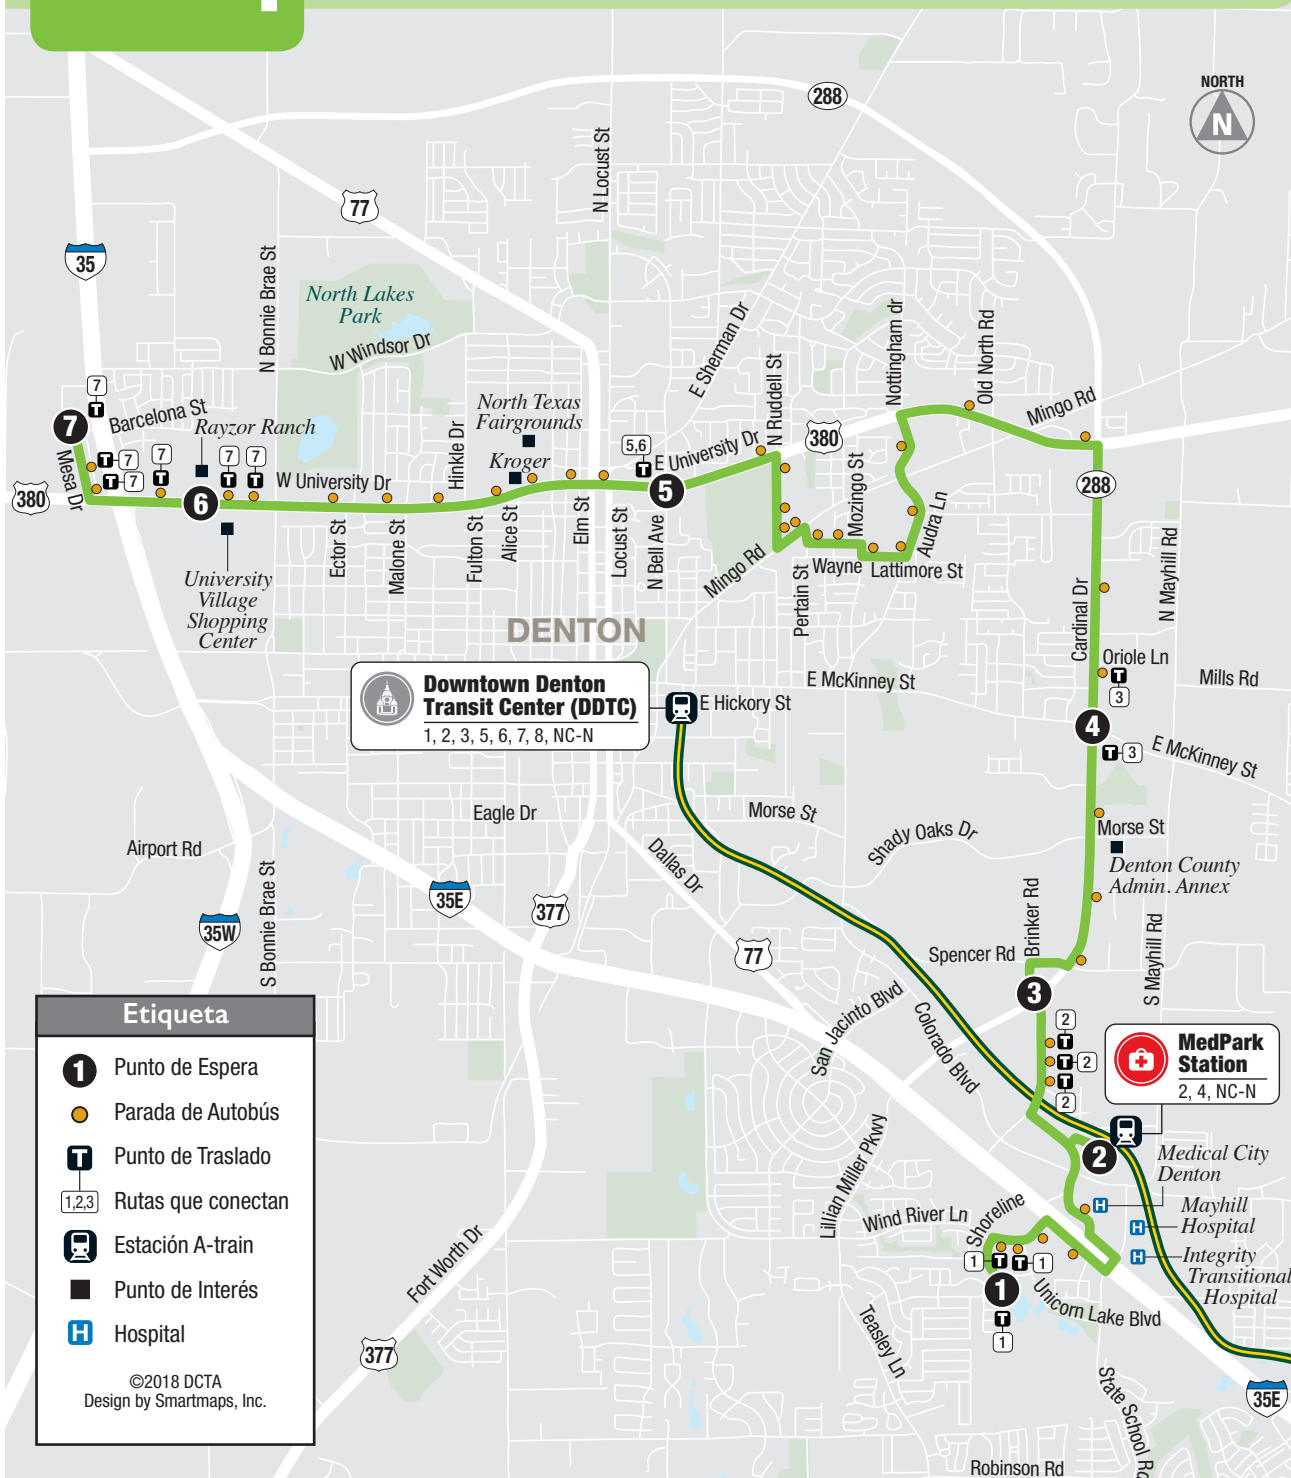 NORTH
N
288
77
35
N Locust St
N Bonnie Brae St
North Lakes
Park
W Windsor Dr
E Sherman Dr
N Ruddell St
Nottingham dr
Old North Rd
Mingo Rd
7
7
Barcelona St
Rayzor Ranch
North Texas
Fairgrounds
Kroger
Hinkle Dr
5,6
E University Dr
380
Mesa Dr
7
7
7
7
7
W University Dr
380
6
5
288
Mozingo St
Audra Ln
N Mayhill Rd
Ector St
Malone St
Fulton St
Alice St
Elm St
Locust St
N Bell Ave
Mingo Rd
Pertain St
Wayne
Lattimore St
University
Village
Shopping
Center
DENTON
Cardinal Dr
Oriole Ln
3
Mills Rd
Downtown Denton
Transit Center (DDTC)
1, 2, 3, 5, 6, 7, 8, NC-N
E Hickory St
E McKinney St
4
3
E McKinney St
Eagle Dr
Morse St
Shady Oaks Dr
Morse St
Denton County
Admin. Annex
Airport Rd
Dallas Dr
35E
377
35W
S Bonnie Brae St
77
Spencer Rd
Brinker Rd
S Mayhill Rd
3
San Jacinto Blvd
Colorado Blvd
2
2
2
MedPark
Station
2, 4, NC-N
2
Medical City
Denton
H
Mayhill
Hospital
H
Integrity
Transitional
Hospital
H
Lillian Miller Pkwy
Wind River Ln
Shoreline
1
1
1
Unicorn Lake Blvd
1
Teasley Ln
State School Rd
35E
Robinson Rd
Fort Worth Dr
377
Etiqueta
1 Punto de Espera
Parada de Autobús
T Punto de Traslado
1,2,3 Rutas que conectan
Estación A-train
Punto de Interés
H Hospital
©2018 DCTA
Design by Smartmaps, Inc.